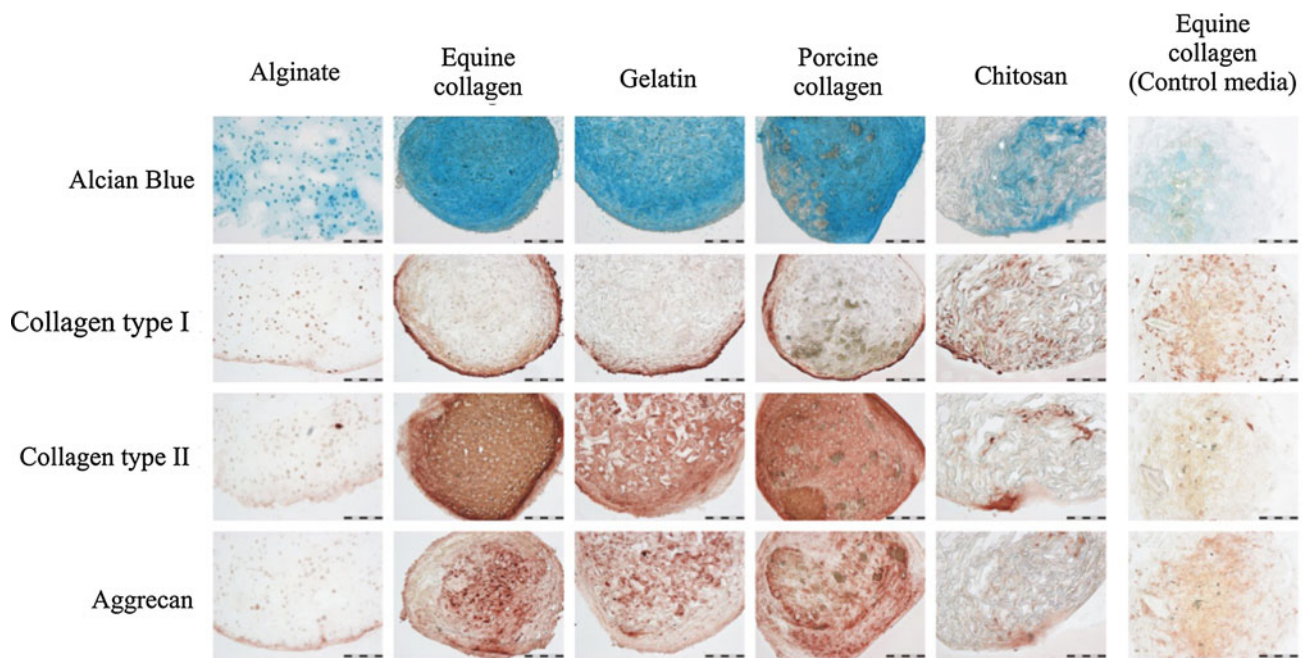 Alginate
Equine
collagen
Gelatin
Porcine
collagen
Chitosan
Equine
collagen
(Control media)
Alcian Blue
Collagen type I
Collagen type II
Aggrecan